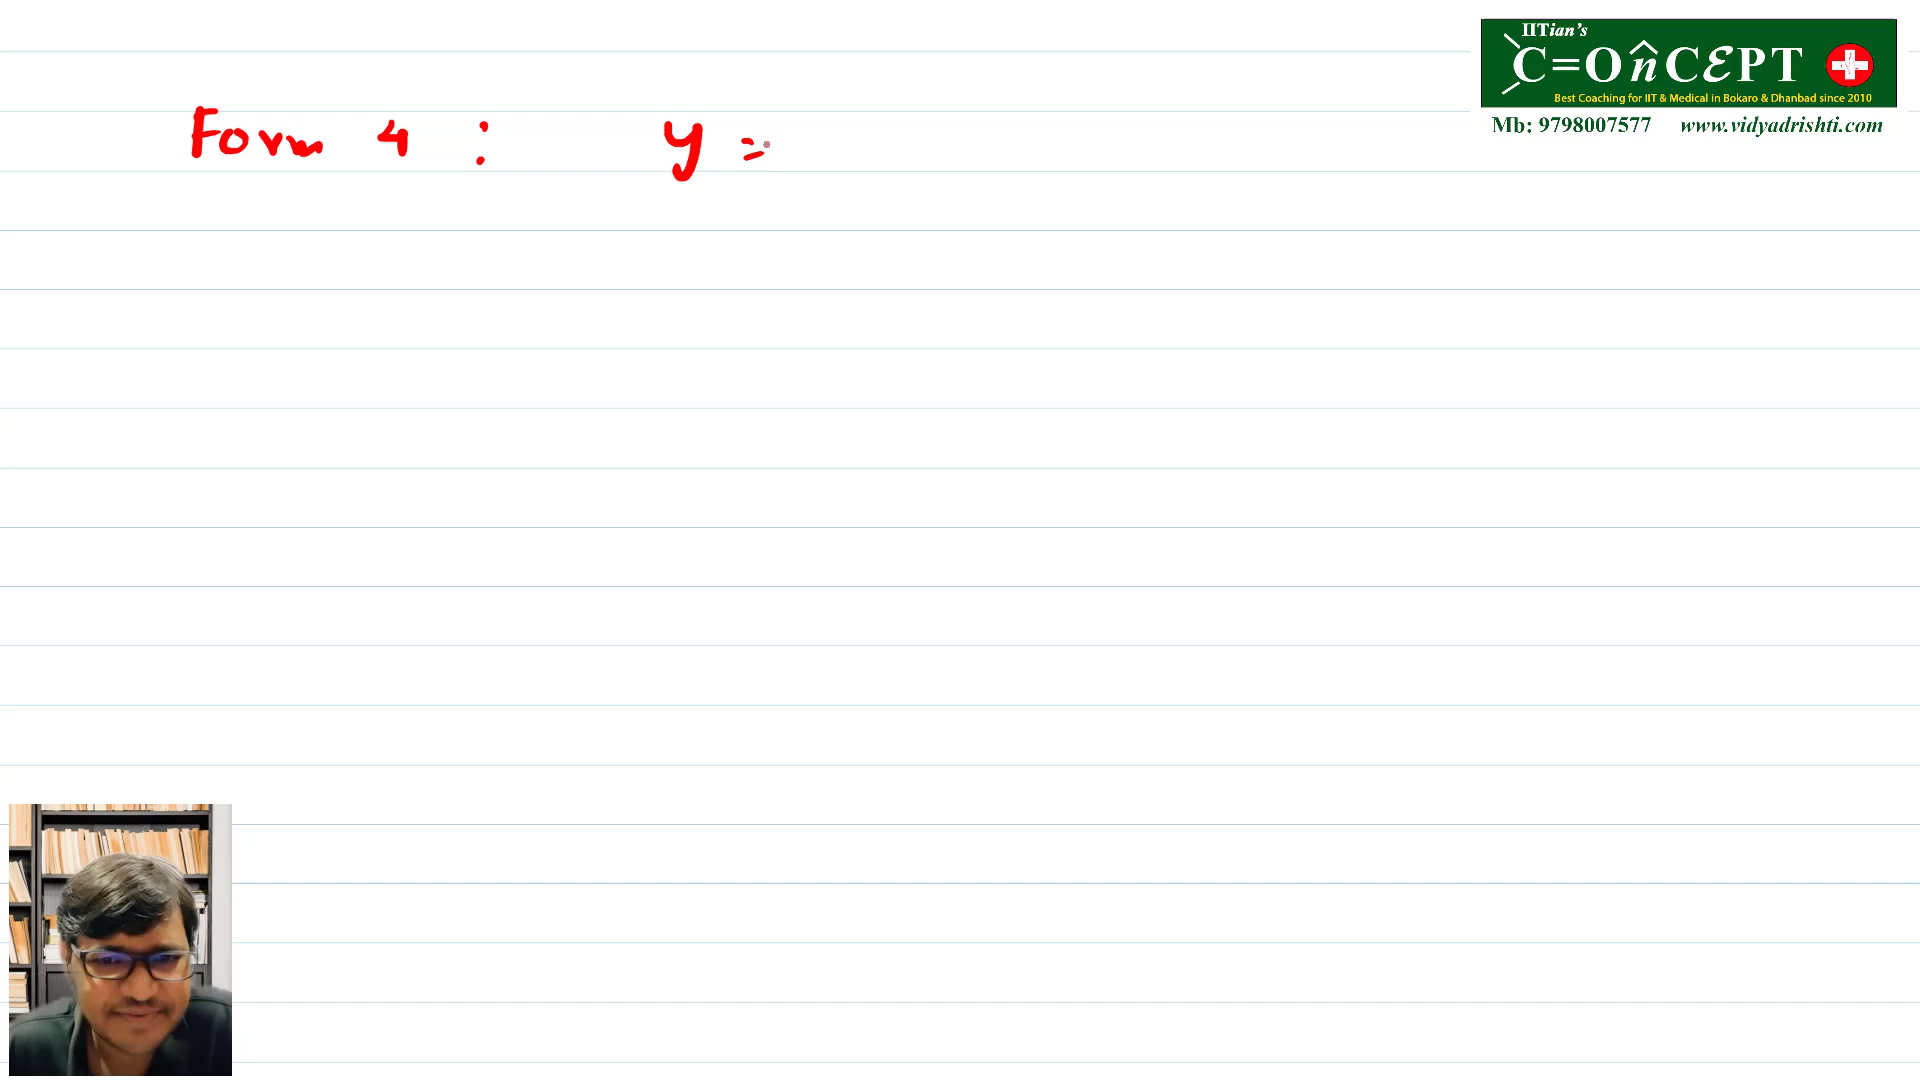 IITian's
C=OnCEPT
Best Coaching for IIT & Medical in Bokaro & Dhanbad since 2010
Mb: 9798007577 www.vidyadrishti.com
Form 4 : y =